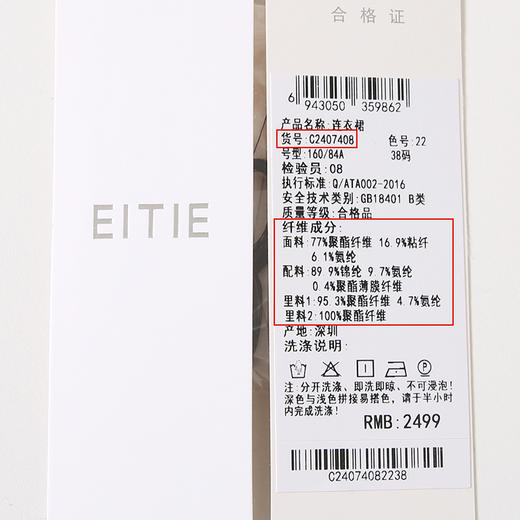 EITIE
合格证
6 943050 359862
产品名称:连衣裙
货号:C2407408 色号:22
号型:160/84A 38码
检验员:08
执行标准:Q/ATA002-2016
安全技术类别:GB18401 B类
质量等级:合格品
纤维成分:
面料:77%聚酯纤维 16.9%粘纤
6.1%氨纶
配料:89.9%锦纶 9.7%氨纶
0.4%聚酯薄膜纤维
里料1:95.3%聚酯纤维 4.7%氨纶
里料2:100%聚酯纤维
产地:深圳
洗涤说明:
注:分开洗涤、即洗即晾、不可浸泡!
深色与浅色拼接易搭色,请于半小时
内完成洗涤!
RMB:2499
C24074082238